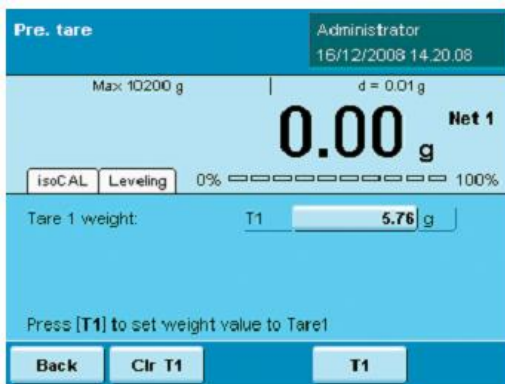 Pre. tare
Administrator
16/12/2008 14.20.08
Max 10200 g
d = 0.01 g
0.00 g Net 1
isoCAL Leveling 0% 100%
Tare 1 weight: T1 5.76 g
Press [T1] to set weight value to Tare1
Back Clr T1 T1